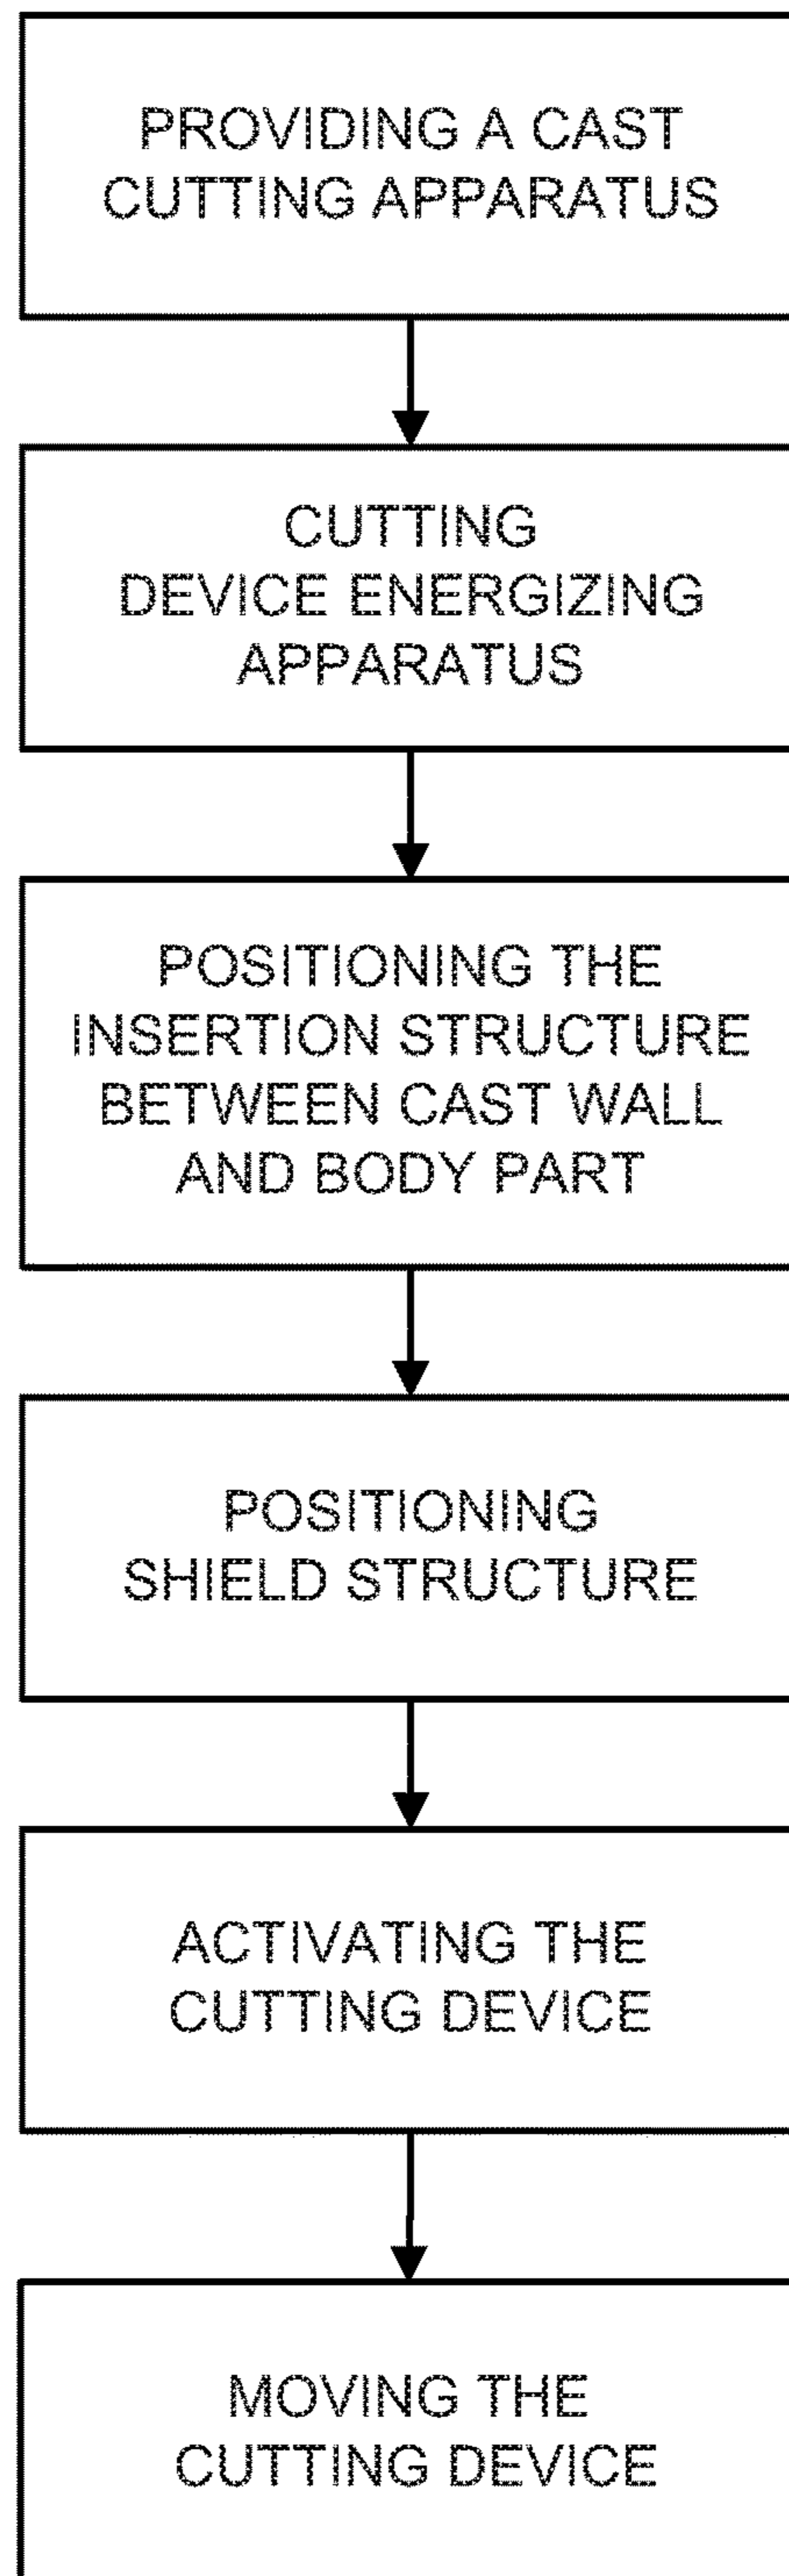 PROVIDING A CAST
CUTTING APPARATUS
CUTTING
DEVICE ENERGIZING
APPARATUS
POSITIONING THE
INSERTION STRUCTURE
BETWEEN CAST WALL
AND BODY PART
POSITIONING
SHIELD STRUCTURE
ACTIVATING THE
CUTTING DEVICE
MOVING THE
CUTTING DEVICE